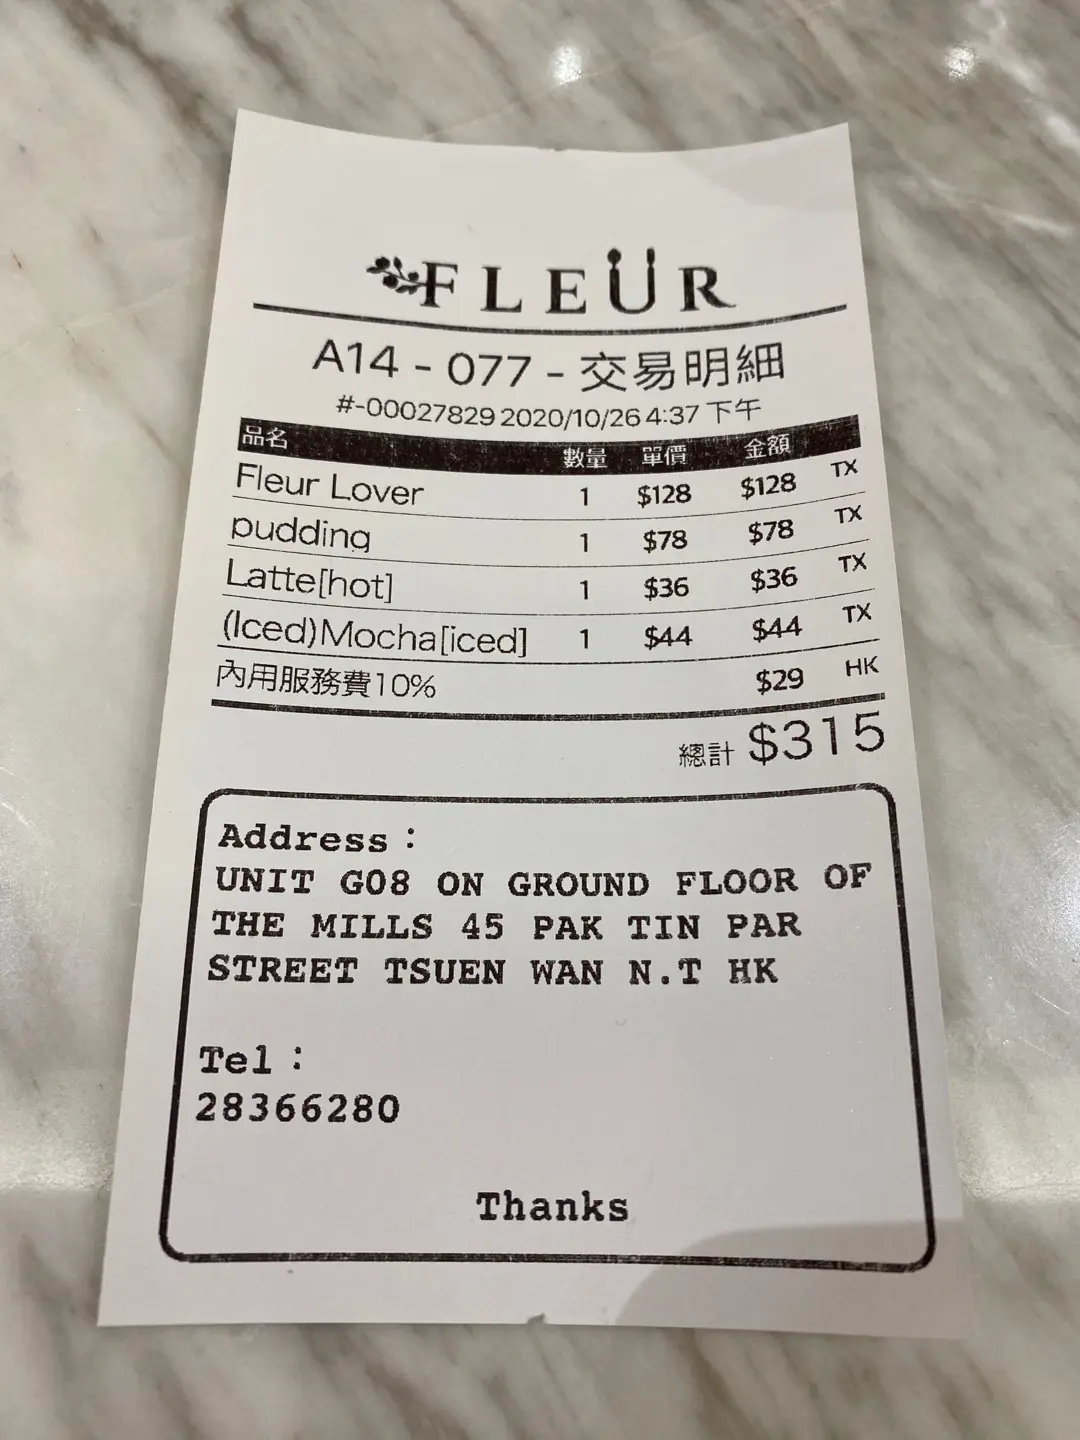 FLEUR
A14 - 077 - 交易明細
#-00027829 2020/10/26 4:37 下午
品名 數量 單價 金額
Fleur Lover 1 $128 $128 TX
pudding 1 $78 $78 TX
Latte[hot] 1 $36 $36 TX
(Iced)Mocha[iced] 1 $44 $44 TX
內用服務費10% $29 HK
總計 $315
Address：
UNIT G08 ON GROUND FLOOR OF
THE MILLS 45 PAK TIN PAR
STREET TSUEN WAN N.T HK
Tel：
28366280
Thanks